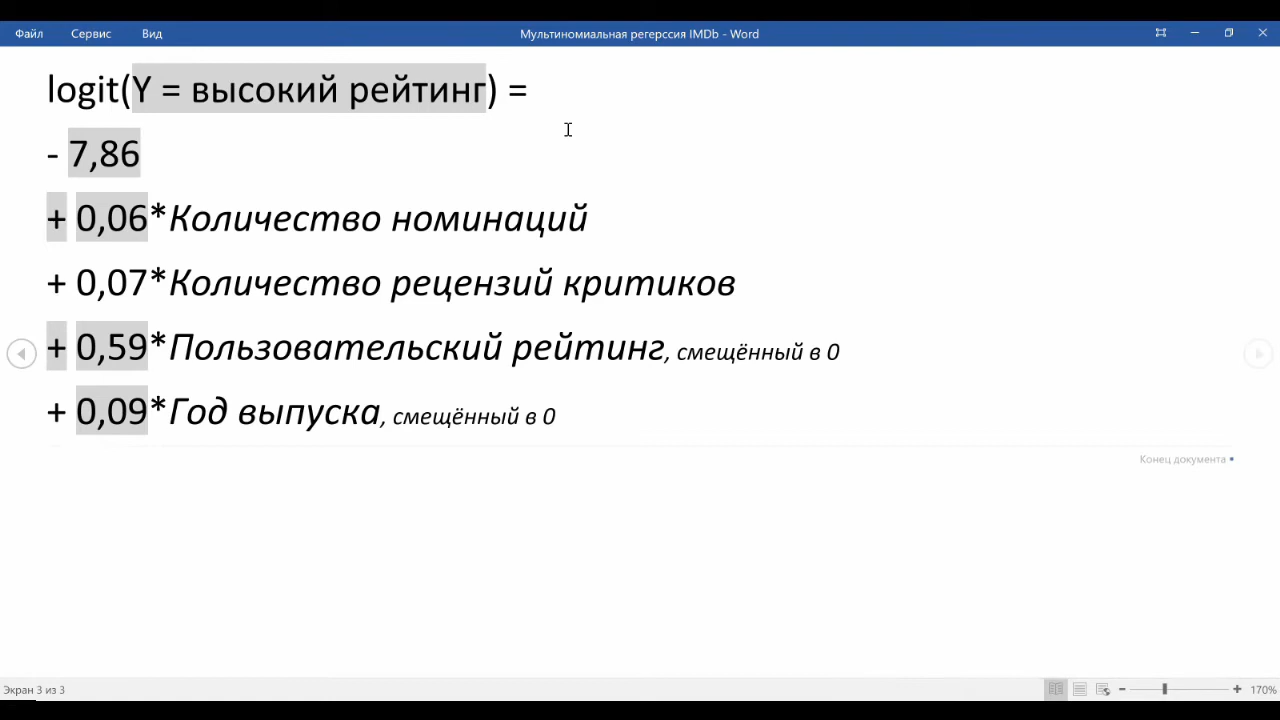 Файл Сервис Вид Мультиномиальная регерссия IMDb - Word
logit(Y = высокий рейтинг) =
- 7,86
+ 0,06*Количество номинаций
+ 0,07*Количество рецензий критиков
+ 0,59*Пользовательский рейтинг, смещённый в 0
+ 0,09*Год выпуска, смещённый в 0
Конец документа
Экран 3 из 3 170%